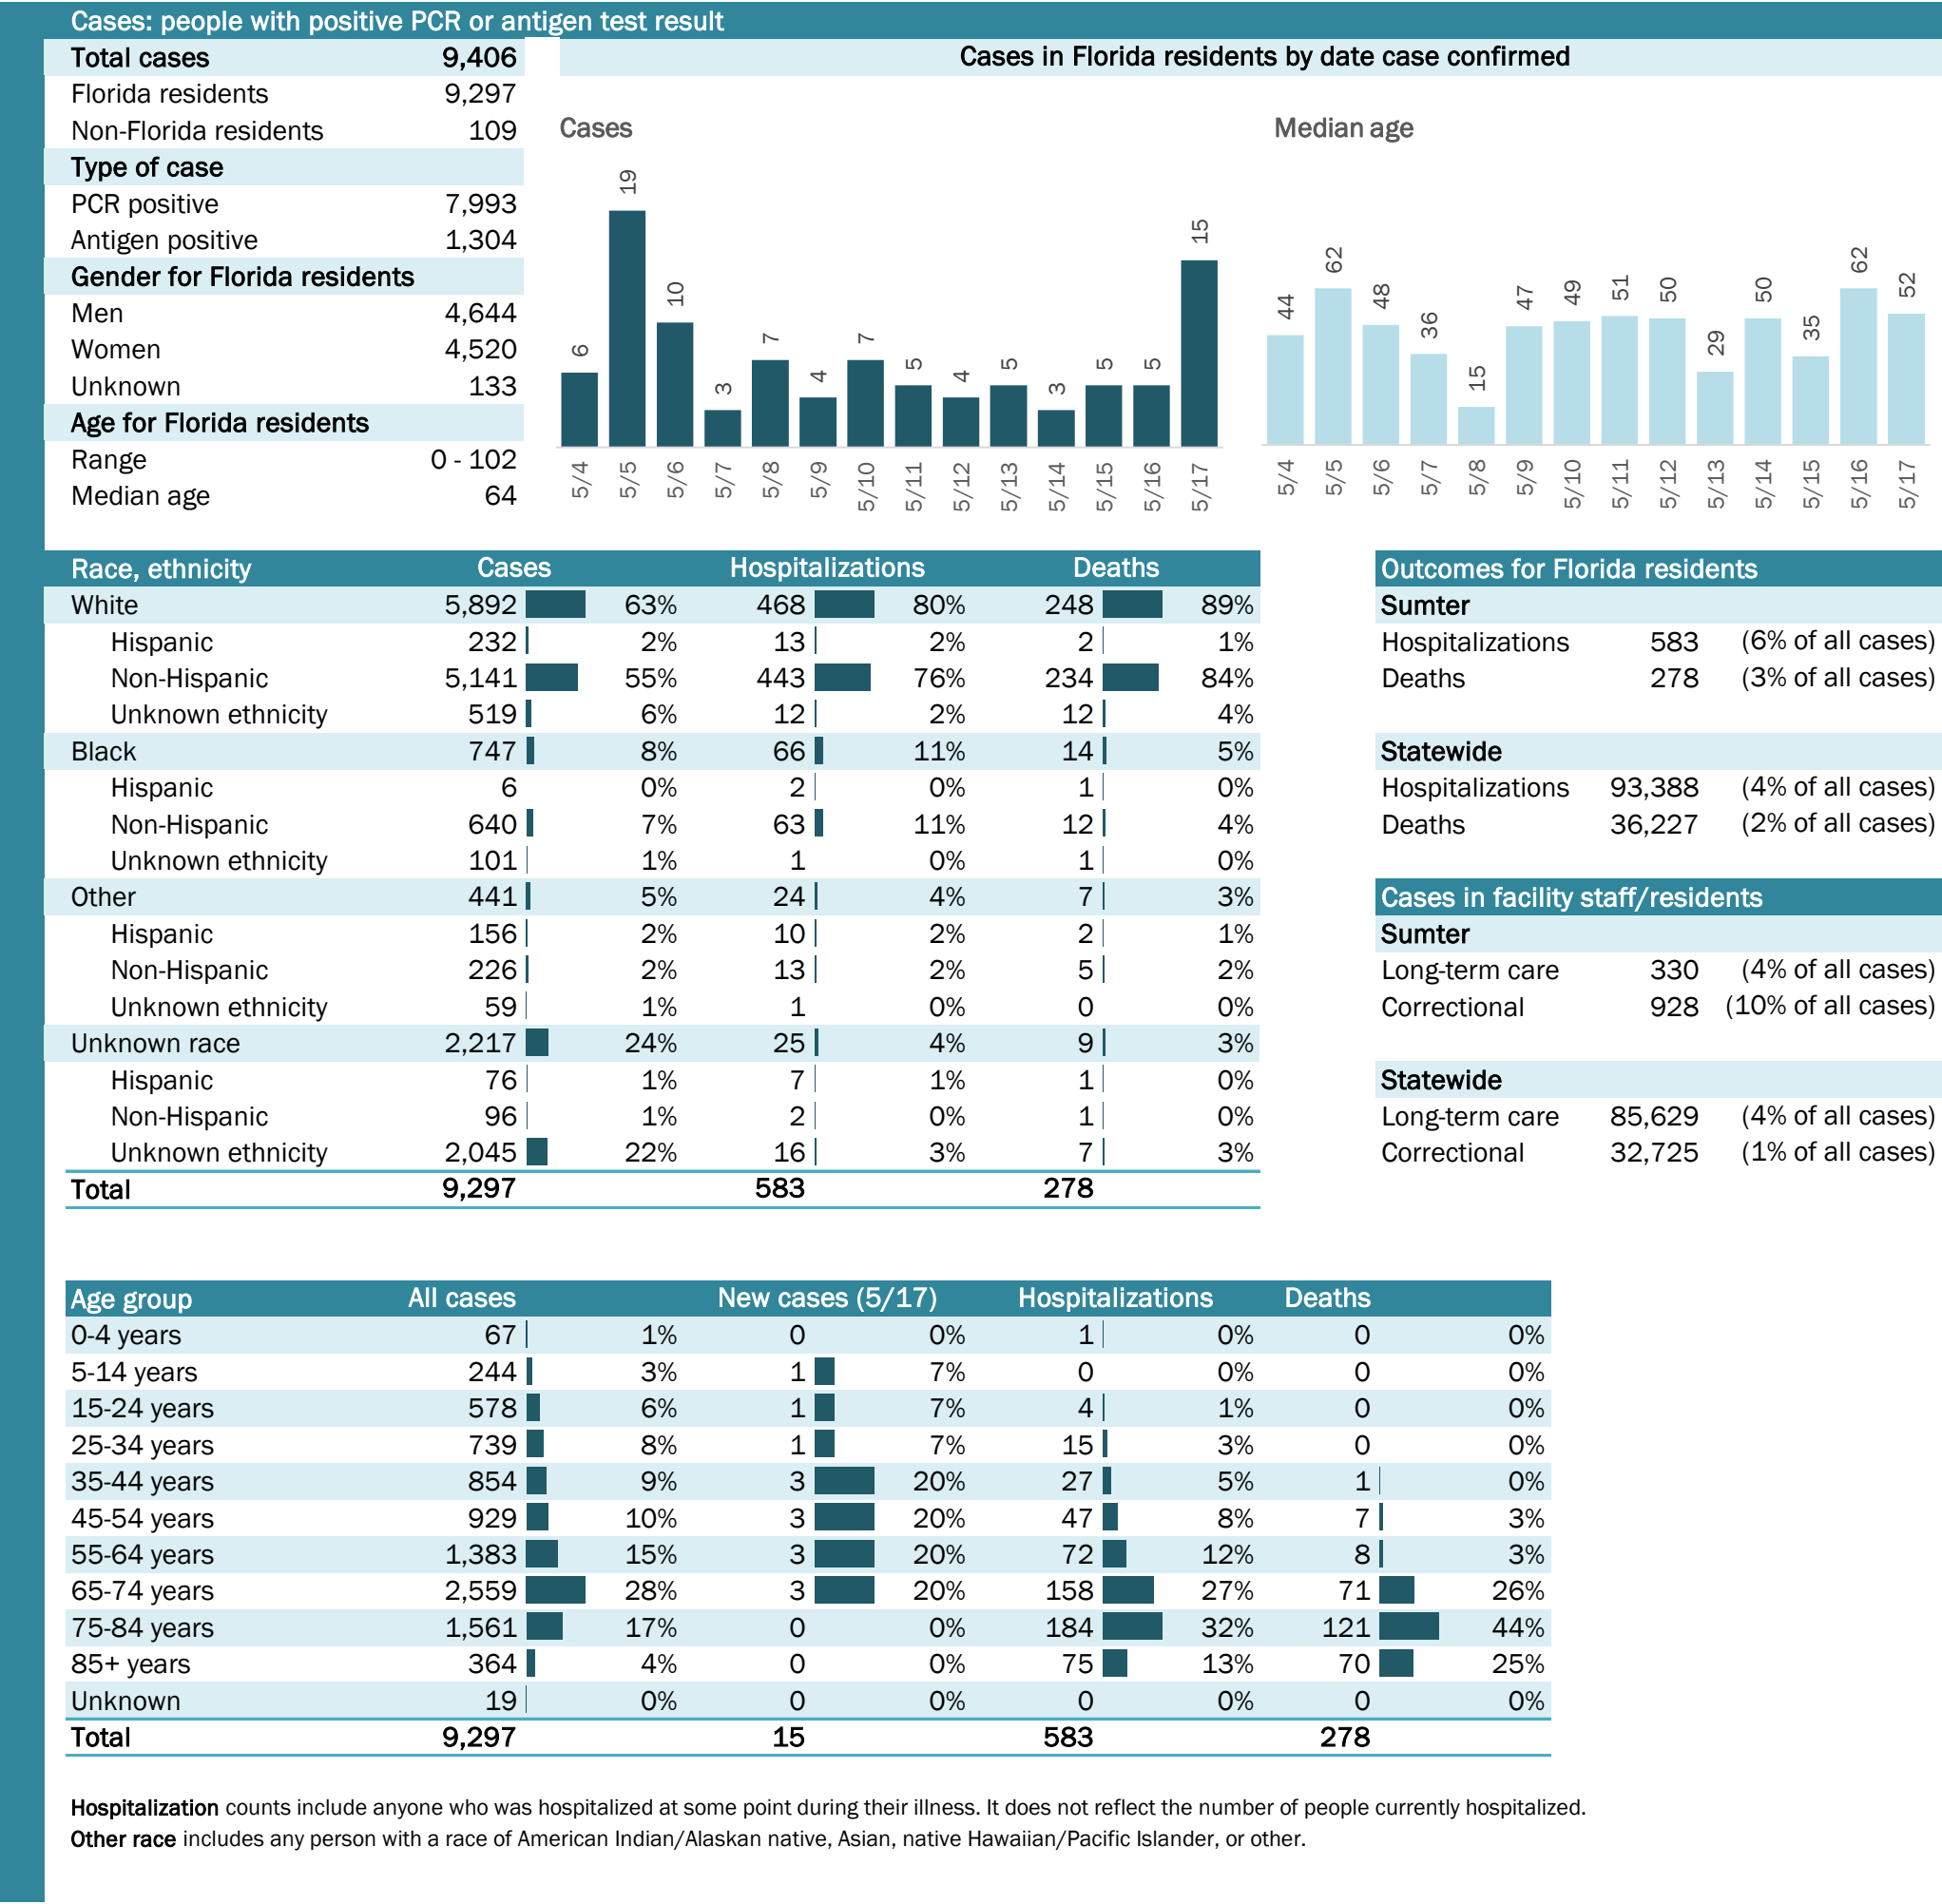 Cases: people with positive PCR or antigen test result
Total cases 9,406
Florida residents 9,297
Non-Florida residents 109
Type of case
PCR positive 7,993
Antigen positive 1,304
Gender for Florida residents
Men 4,644
Women 4,520
Unknown 133
Age for Florida residents
Range 0 - 102
Median age 64
Cases in Florida residents by date case confirmed
Cases
6 19 10 3 7 4 7 5 4 5 3 5 5 15
5/4 5/5 5/6 5/7 5/8 5/9 5/10 5/11 5/12 5/13 5/14 5/15 5/16 5/17
Median age
44 62 48 36 15 47 49 51 50 29 50 35 62 52
5/4 5/5 5/6 5/7 5/8 5/9 5/10 5/11 5/12 5/13 5/14 5/15 5/16 5/17
Race, ethnicity Cases Hospitalizations Deaths
White 5,892 63% 468 80% 248 89%
Hispanic 232 2% 13 2% 2 1%
Non-Hispanic 5,141 55% 443 76% 234 84%
Unknown ethnicity 519 6% 12 2% 12 4%
Black 747 8% 66 11% 14 5%
Hispanic 6 0% 2 0% 1 0%
Non-Hispanic 640 7% 63 11% 12 4%
Unknown ethnicity 101 1% 1 0% 1 0%
Other 441 5% 24 4% 7 3%
Hispanic 156 2% 10 2% 2 1%
Non-Hispanic 226 2% 13 2% 5 2%
Unknown ethnicity 59 1% 1 0% 0 0%
Unknown race 2,217 24% 25 4% 9 3%
Hispanic 76 1% 7 1% 1 0%
Non-Hispanic 96 1% 2 0% 1 0%
Unknown ethnicity 2,045 22% 16 3% 7 3%
Total 9,297 583 278
Outcomes for Florida residents
Sumter
Hospitalizations 583 (6% of all cases)
Deaths 278 (3% of all cases)
Statewide
Hospitalizations 93,388 (4% of all cases)
Deaths 36,227 (2% of all cases)
Cases in facility staff/residents
Sumter
Long-term care 330 (4% of all cases)
Correctional 928 (10% of all cases)
Statewide
Long-term care 85,629 (4% of all cases)
Correctional 32,725 (1% of all cases)
Age group All cases New cases (5/17) Hospitalizations Deaths
0-4 years 67 1% 0 0% 1 0% 0 0%
5-14 years 244 3% 1 7% 0 0% 0 0%
15-24 years 578 6% 1 7% 4 1% 0 0%
25-34 years 739 8% 1 7% 15 3% 0 0%
35-44 years 854 9% 3 20% 27 5% 1 0%
45-54 years 929 10% 3 20% 47 8% 7 3%
55-64 years 1,383 15% 3 20% 72 12% 8 3%
65-74 years 2,559 28% 3 20% 158 27% 71 26%
75-84 years 1,561 17% 0 0% 184 32% 121 44%
85+ years 364 4% 0 0% 75 13% 70 25%
Unknown 19 0% 0 0% 0 0% 0 0%
Total 9,297 15 583 278
Hospitalization counts include anyone who was hospitalized at some point during their illness. It does not reflect the number of people currently hospitalized.
Other race includes any person with a race of American Indian/Alaskan native, Asian, native Hawaiian/Pacific Islander, or other.